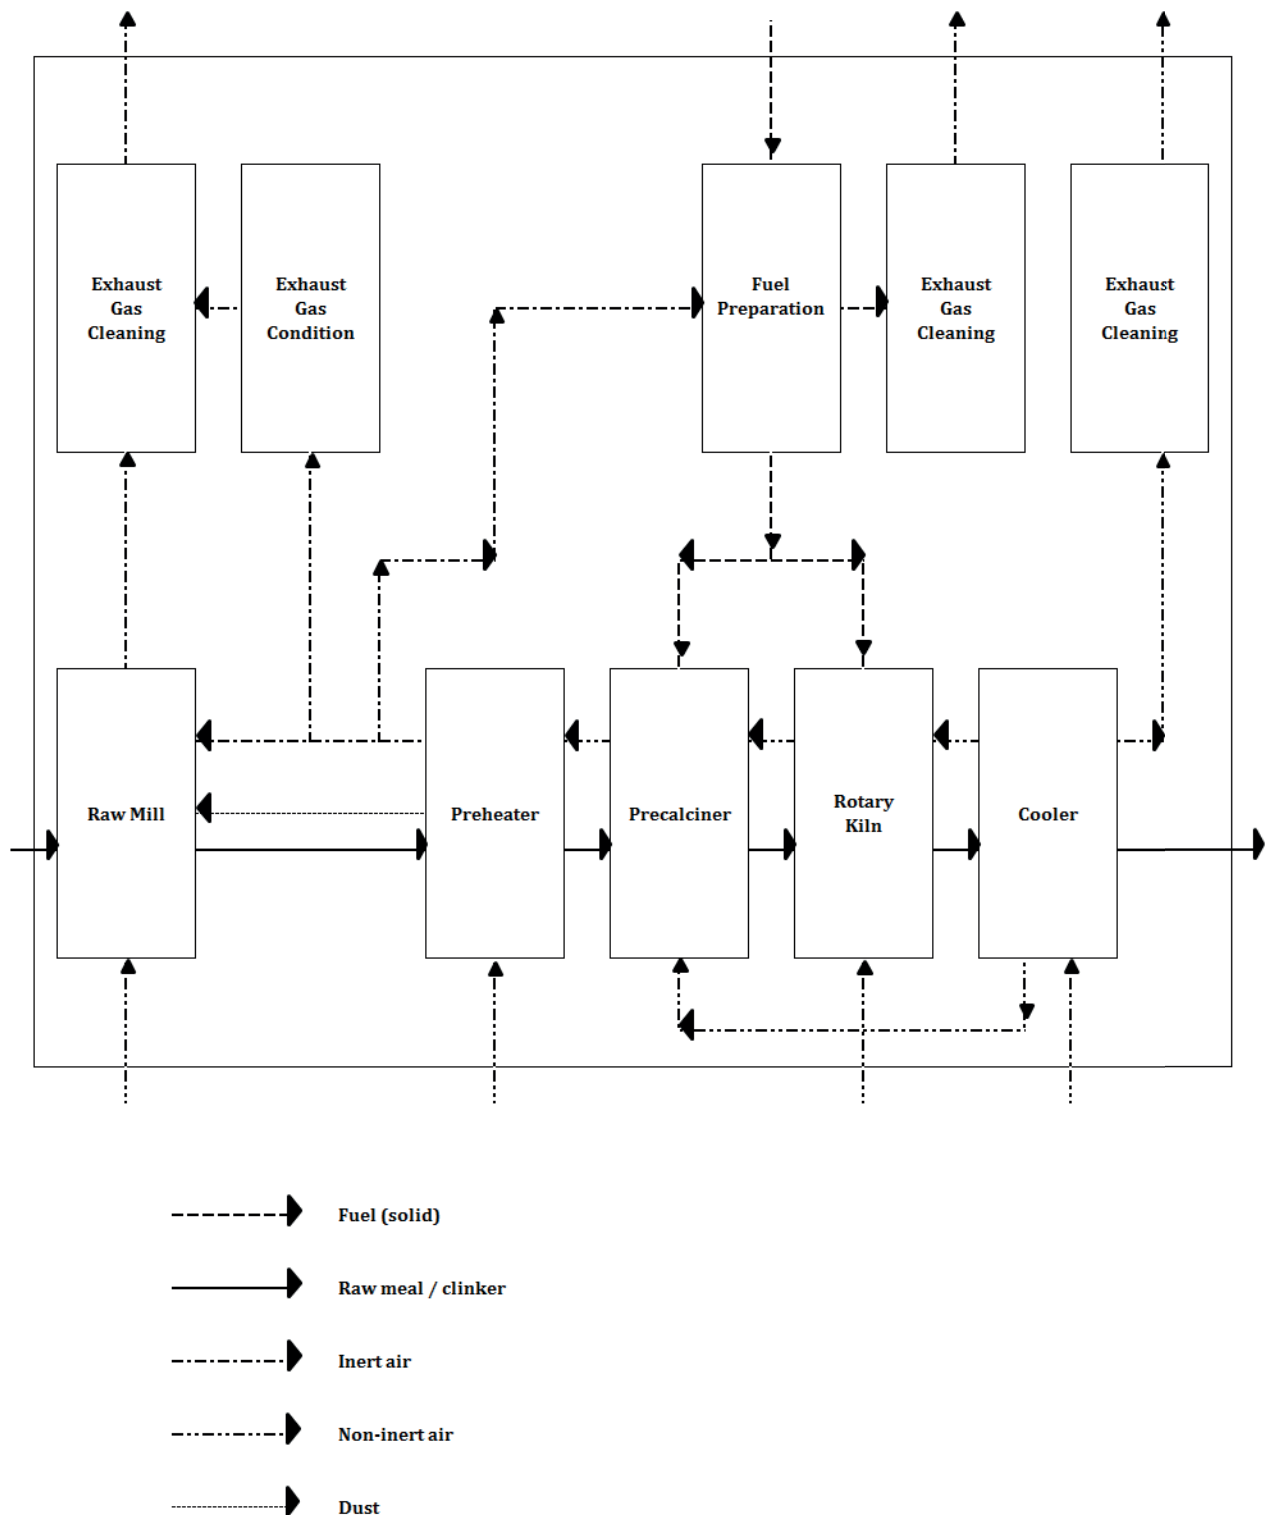 Exhaust
Gas
Cleaning
Exhaust
Gas
Condition
Fuel
Preparation
Exhaust
Gas
Cleaning
Exhaust
Gas
Cleaning
Raw Mill
Preheater
Precalciner
Rotary
Kiln
Cooler
Fuel (solid)
Raw meal / clinker
Inert air
Non-inert air
Dust